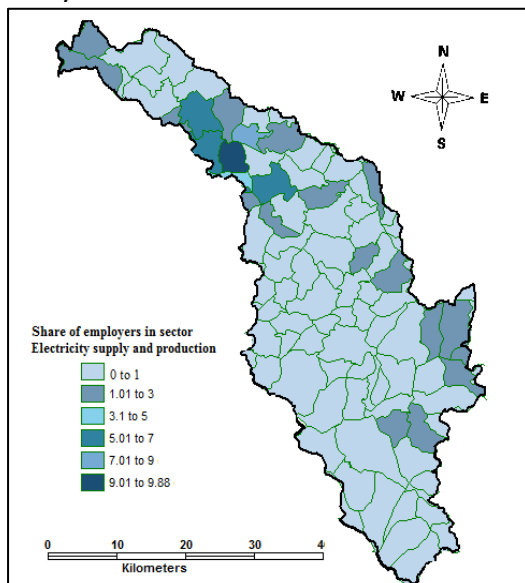 N
W E
S
Share of employers in sector
Electricity supply and production
0 to 1
1.01 to 3
3.1 to 5
5.01 to 7
7.01 to 9
9.01 to 9.88
0 10 20 30 4
Kilometers